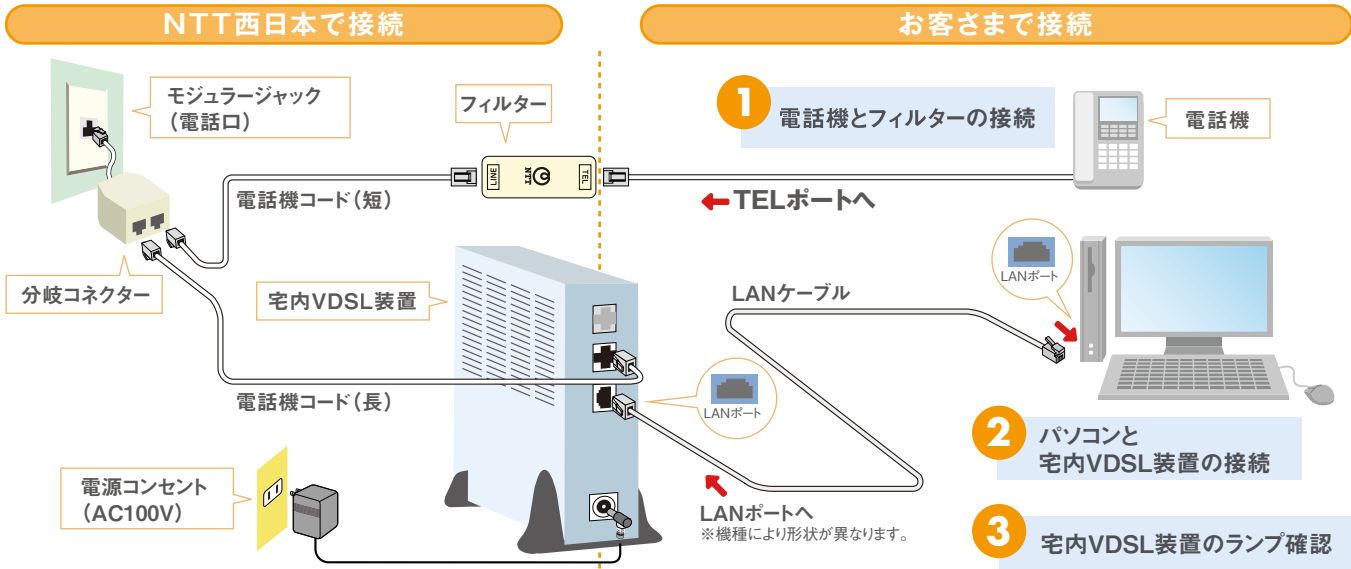 NTT西日本で接続
お客さまで接続
モジュラージャック
（電話口）
フィルター
1
電話機とフィルターの接続
電話機
LINE
NTT
TEL
電話機コード（短）
TELポートへ
分岐コネクター
宅内VDSL装置
LANケーブル
LANポート
LANポート
電話機コード（長）
2
パソコンと
宅内VDSL装置の接続
電源コンセント
（AC100V）
LANポートへ
※機種により形状が異なります。
3
宅内VDSL装置のランプ確認